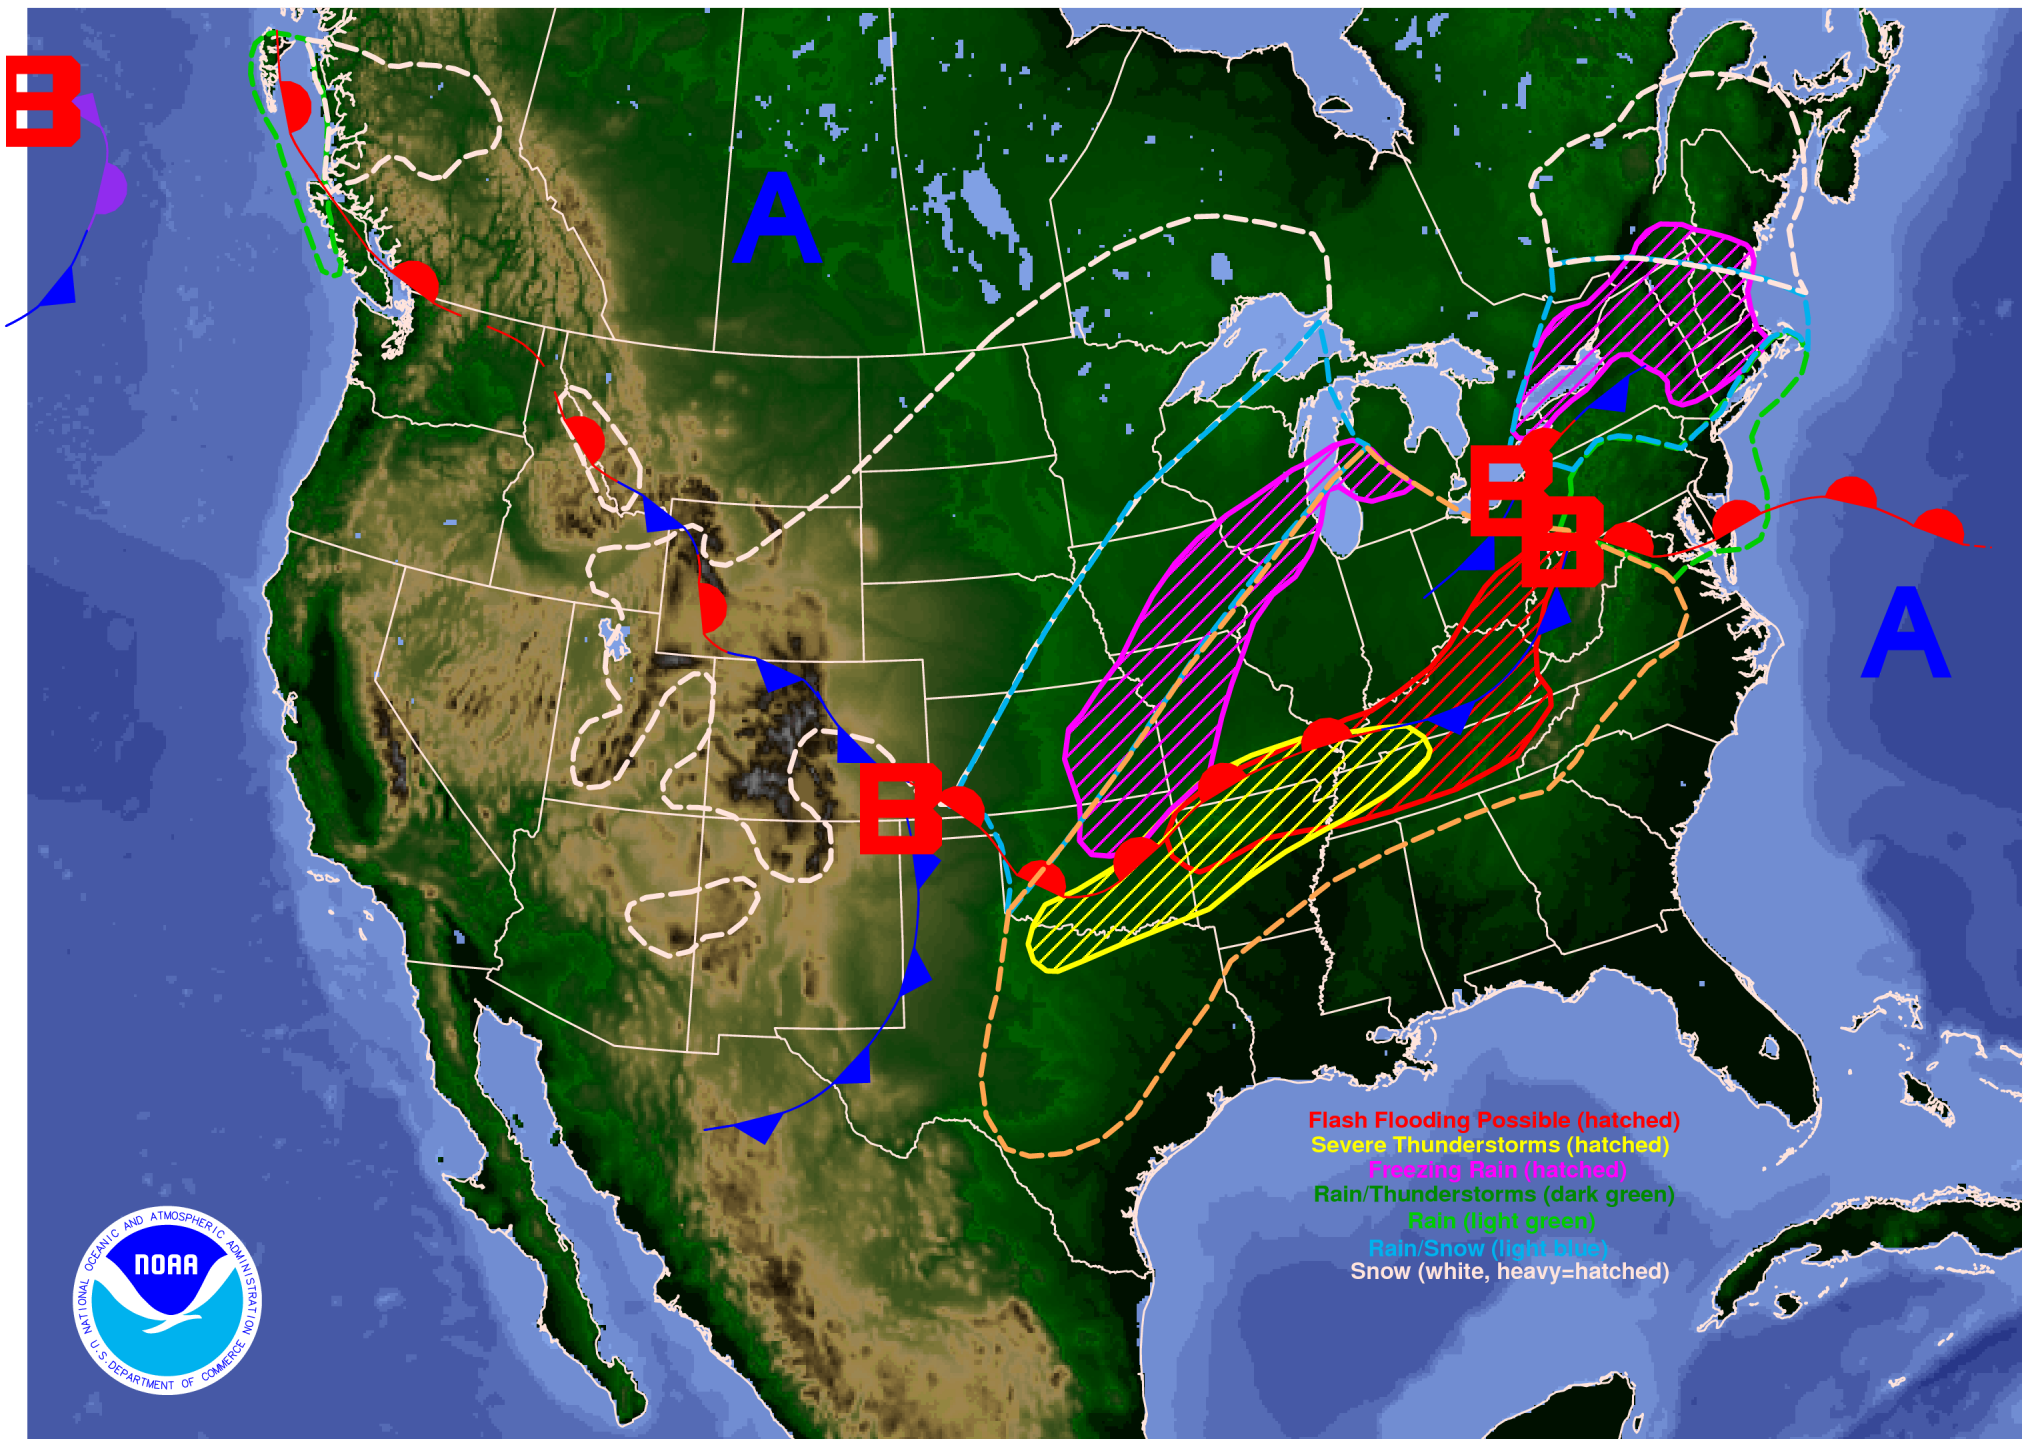 B
A
B
B
B
A
Flash Flooding Possible (hatched)
Severe Thunderstorms (hatched)
Freezing Rain (hatched)
Rain/Thunderstorms (dark green)
Rain (light green)
Rain/Snow (light blue)
Snow (white, heavy=hatched)
NATIONAL OCEANIC AND ATMOSPHERIC ADMINISTRATION
NOAA
U.S. DEPARTMENT OF COMMERCE